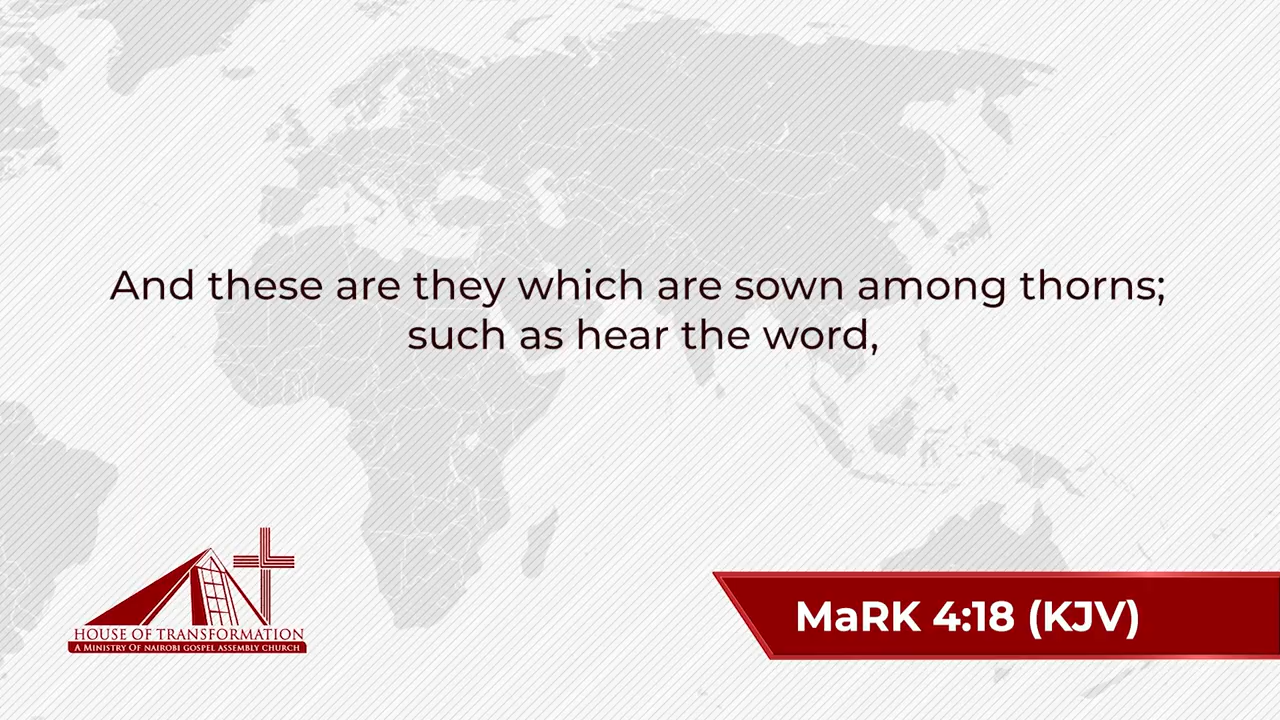 And these are they which are sown among thorns;
such as hear the word,
HOUSE OF TRANSFORMATION
A MINISTRY OF NAIROBI GOSPEL ASSEMBLY CHURCH
MaRK 4:18 (KJV)